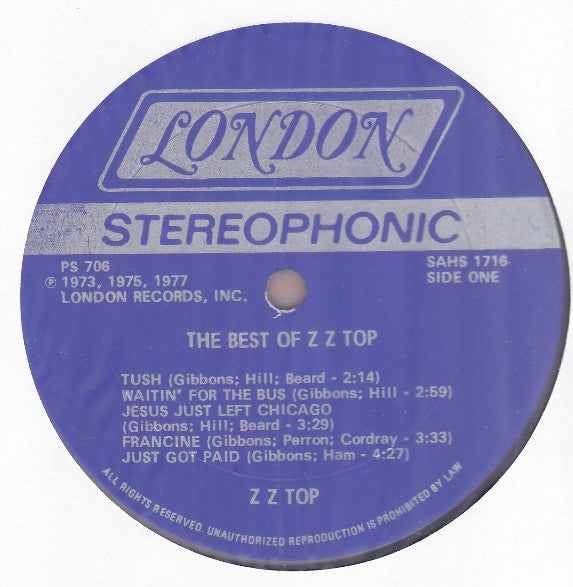 LONDON
STEREOPHONIC
PS 706
SAHS 1716
℗ 1973, 1975, 1977
SIDE ONE
LONDON RECORDS, INC.
THE BEST OF Z Z TOP
TUSH (Gibbons; Hill; Beard - 2:14)
WAITIN' FOR THE BUS (Gibbons; Hill - 2:59)
JESUS JUST LEFT CHICAGO
(Gibbons; Hill; Beard - 3:29)
FRANCINE (Gibbons; Perron; Cordray - 3:33)
JUST GOT PAID (Gibbons; Ham - 4:27)
Z Z TOP
ALL RIGHTS RESERVED. UNAUTHORIZED REPRODUCTION IS PROHIBITED BY LAW